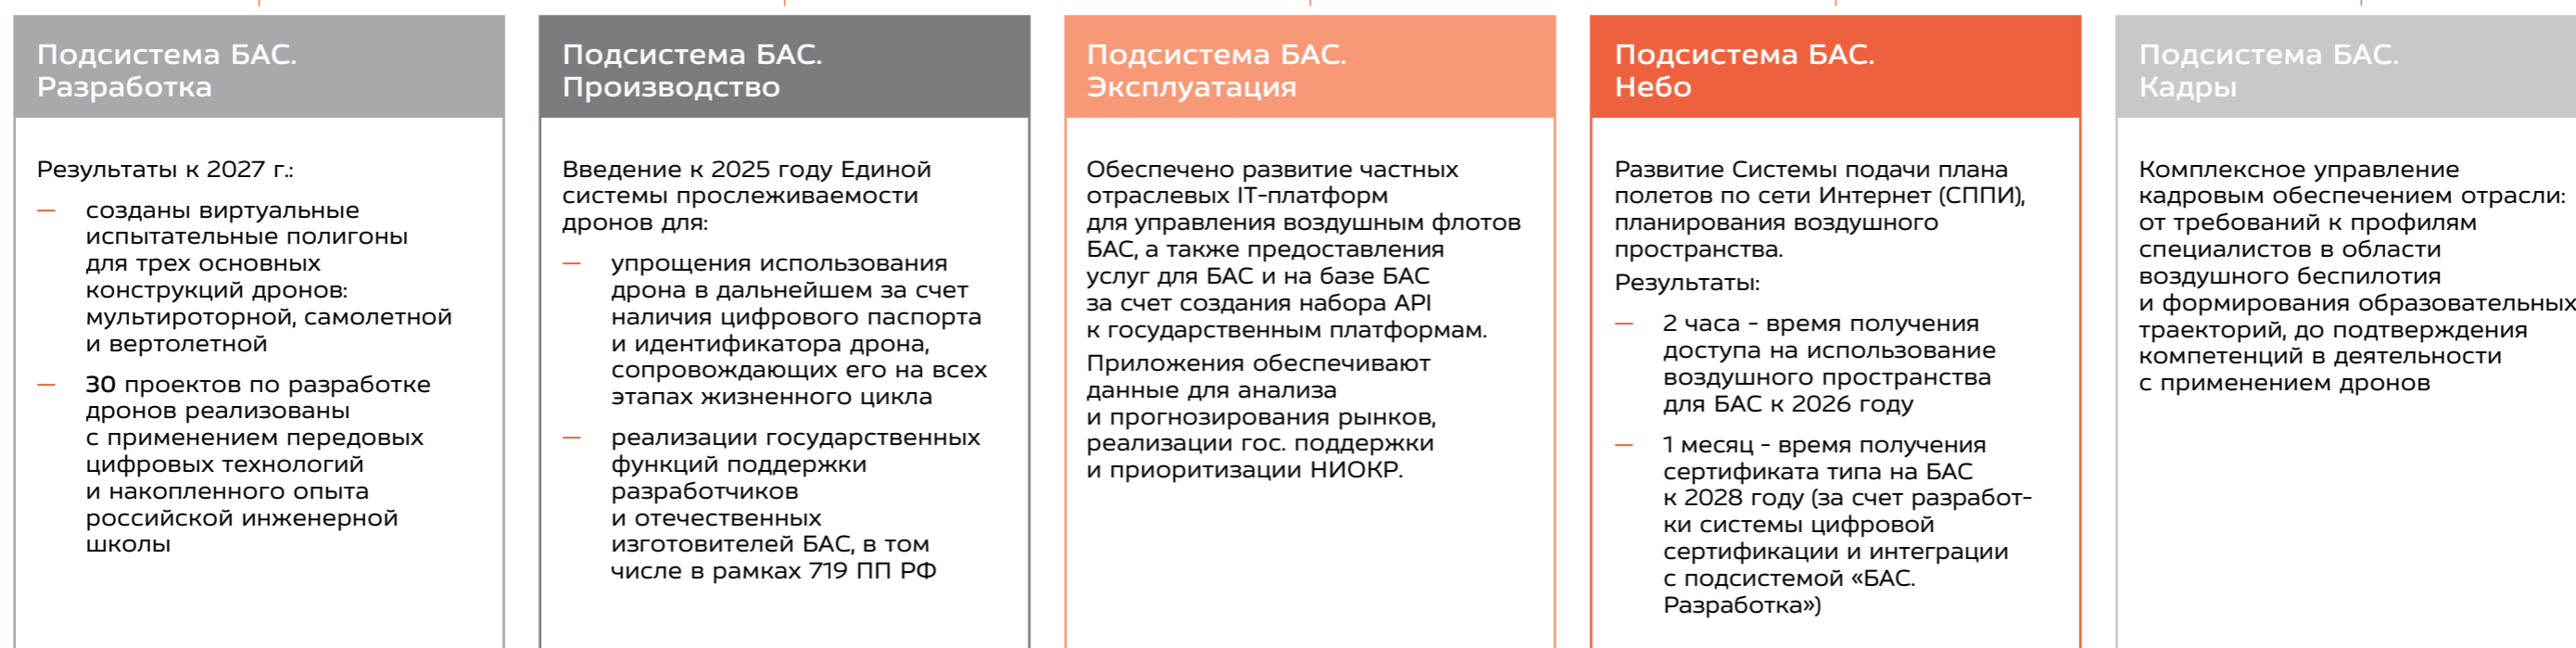 Подсистема БАС.
Разработка
Результаты к 2027 г.:
— созданы виртуальные
испытательные полигоны
для трех основных
конструкций дронов:
мультироторной, самолетной
и вертолетной
— 30 проектов по разработке
дронов реализованы
с применением передовых
цифровых технологий
и накопленного опыта
российской инженерной
школы
Подсистема БАС.
Производство
Введение к 2025 году Единой
системы прослеживаемости
дронов для:
— упрощения использования
дрона в дальнейшем за счет
наличия цифрового паспорта
и идентификатора дрона,
сопровождающих его на всех
этапах жизненного цикла
— реализации государственных
функций поддержки
разработчиков
и отечественных
изготовителей БАС, в том
числе в рамках 719 ПП РФ
Подсистема БАС.
Эксплуатация
Обеспечено развитие частных
отраслевых IT-платформ
для управления воздушным флотов
БАС, а также предоставления
услуг для БАС и на базе БАС
за счет создания набора API
к государственным платформам.
Приложения обеспечивают
данные для анализа
и прогнозирования рынков,
реализации гос. поддержки
и приоритизации НИОКР.
Подсистема БАС.
Небо
Развитие Системы подачи плана
полетов по сети Интернет (СППИ),
планирования воздушного
пространства.
Результаты:
— 2 часа - время получения
доступа на использование
воздушного пространства
для БАС к 2026 году
— 1 месяц - время получения
сертификата типа на БАС
к 2028 году (за счет разработ-
ки системы цифровой
сертификации и интеграции
с подсистемой «БАС.
Разработка»)
Подсистема БАС.
Кадры
Комплексное управление
кадровым обеспечением отрасли:
от требований к профилям
специалистов в области
воздушного беспилотия
и формирования образовательных
траекторий, до подтверждения
компетенций в деятельности
с применением дронов